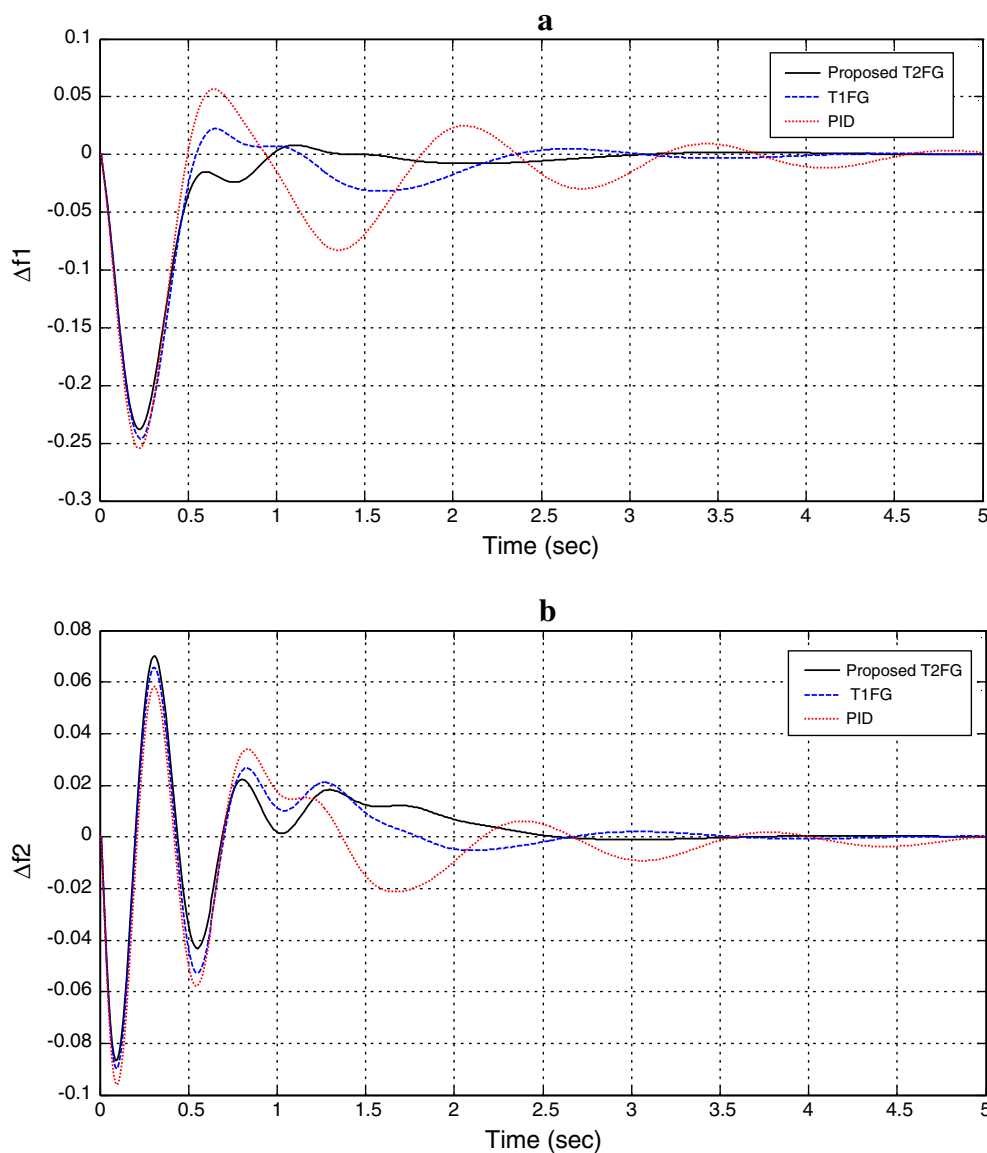 a
0.1
0.05
0
-0.05
-0.1
-0.15
-0.2
-0.25
-0.3
Δf1
Proposed T2FG
T1FG
PID
0 0.5 1 1.5 2 2.5 3 3.5 4 4.5 5
Time (sec)
b
0.08
0.06
0.04
0.02
0
-0.02
-0.04
-0.06
-0.08
-0.1
Δf2
Proposed T2FG
T1FG
PID
0 0.5 1 1.5 2 2.5 3 3.5 4 4.5 5
Time (sec)